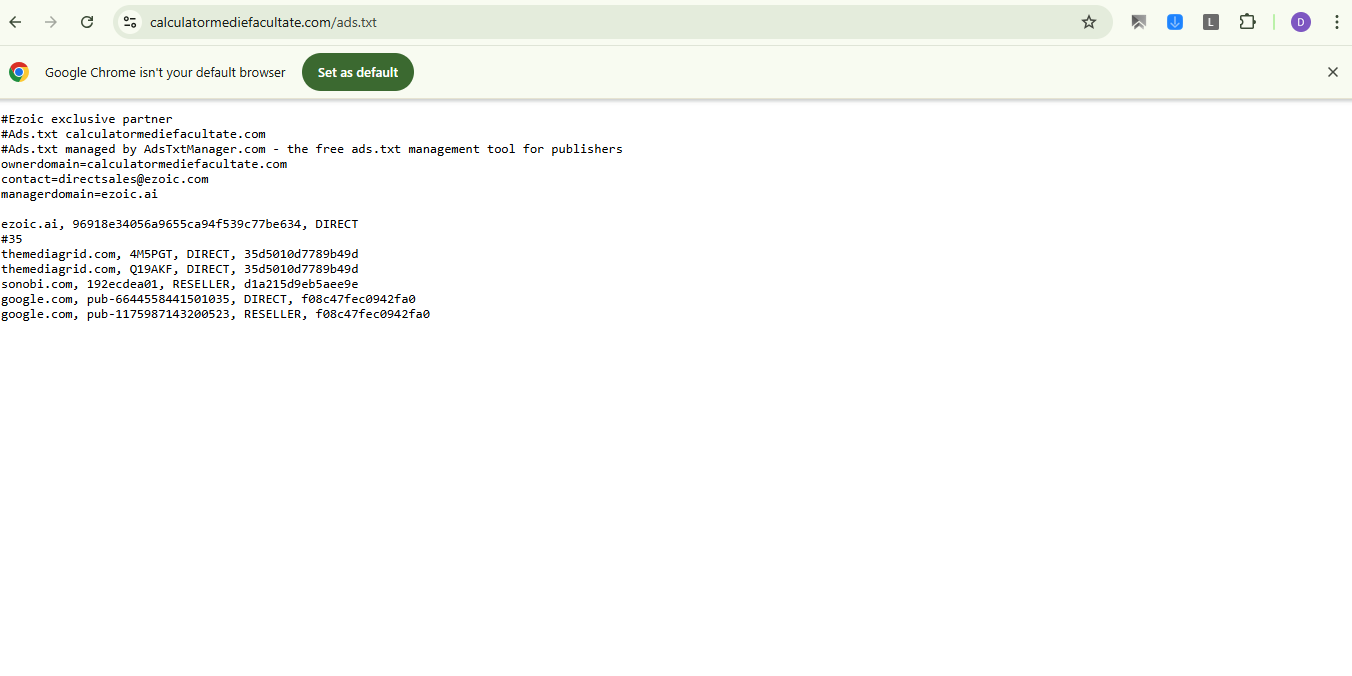 calculatormediefacultate.com/ads.txt
L
D
Google Chrome isn't your default browser
Set as default
#Ezoic exclusive partner
#Ads.txt calculatormediefacultate.com
#Ads.txt managed by AdsTxtManager.com - the free ads.txt management tool for publishers
ownerdomain=calculatormediefacultate.com
contact=directsales@ezoic.com
managerdomain=ezoic.ai
ezoic.ai, 96918e34056a9655ca94f539c77be634, DIRECT
#35
themediagrid.com, 4M5PGT, DIRECT, 35d5010d7789b49d
themediagrid.com, Q19AKF, DIRECT, 35d5010d7789b49d
sonobi.com, 192ecdea01, RESELLER, d1a215d9eb5aee9e
google.com, pub-6644558441501035, DIRECT, f08c47fec0942fa0
google.com, pub-1175987143200523, RESELLER, f08c47fec0942fa0